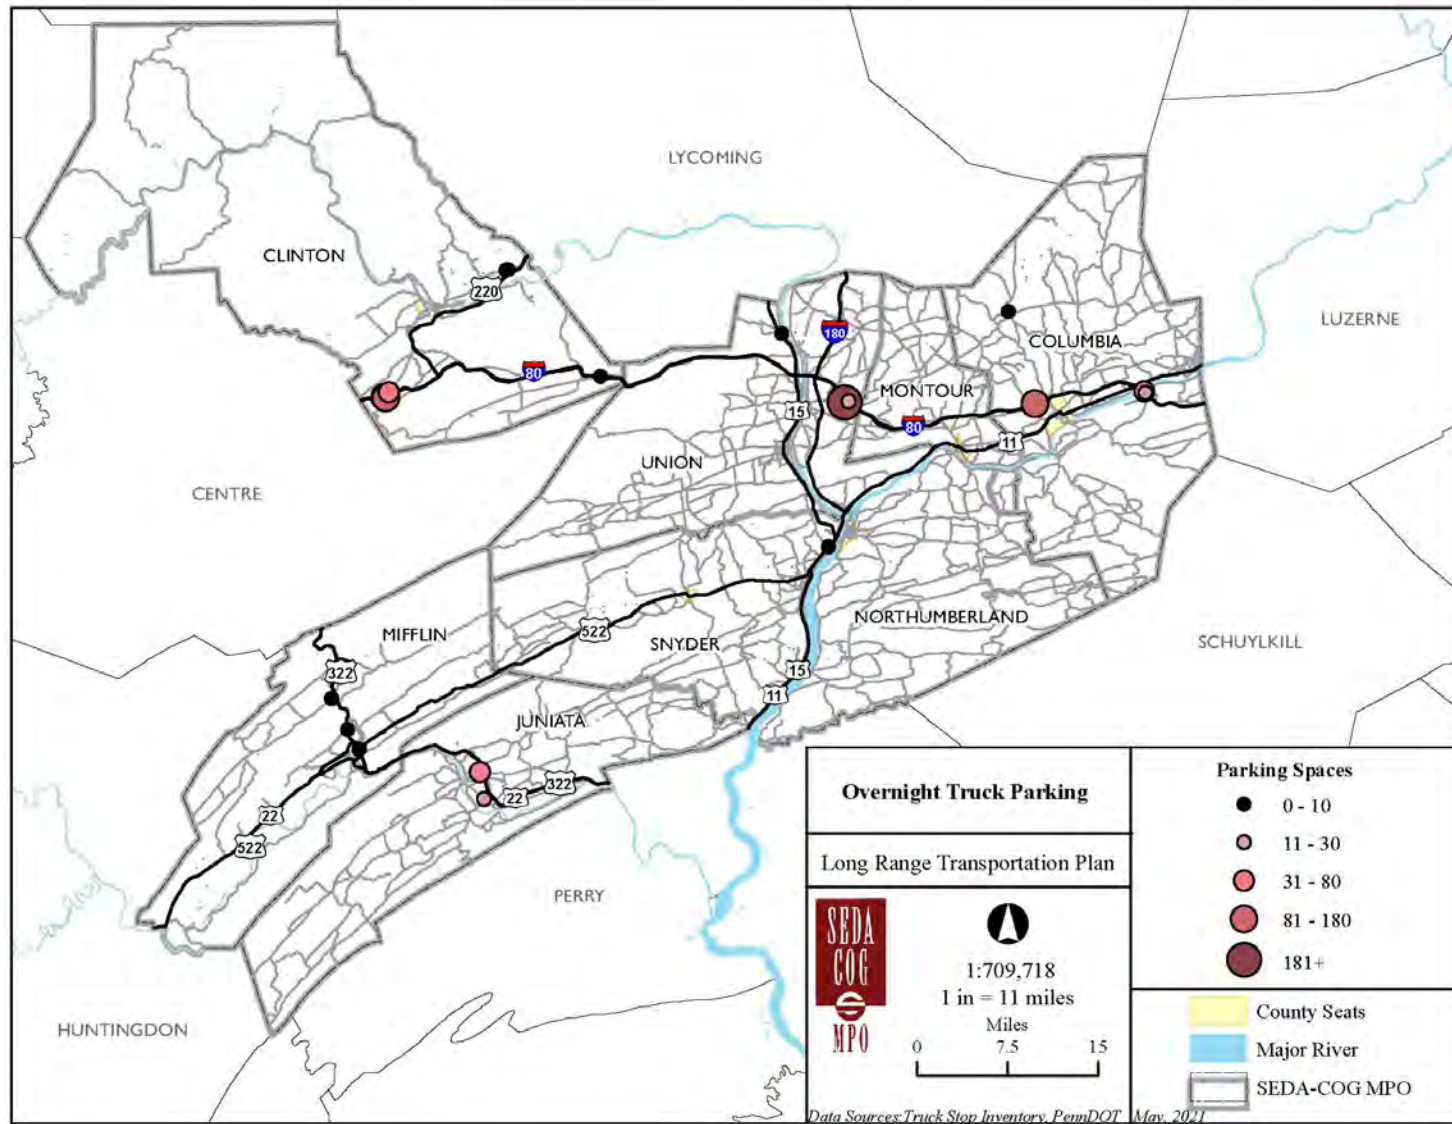 LYCOMING
CLINTON
220
LUZERNE
180
COLUMBIA
80
MONTOUR
15
80
11
UNION
CENTRE
NORTHUMBERLAND
MIFFLIN
522
SNYDER
SCHUYLKILL
322
15
11
JUNIATA
22
322
22
522
PERRY
HUNTINGDON
Overnight Truck Parking
Long Range Transportation Plan
SEDA
COG
MPO
1:709,718
1 in = 11 miles
Miles
0 7.5 15
Parking Spaces
0 - 10
11 - 30
31 - 80
81 - 180
181+
County Seats
Major River
SEDA-COG MPO
Data Sources: Truck Stop Inventory, PennDOT May, 2021